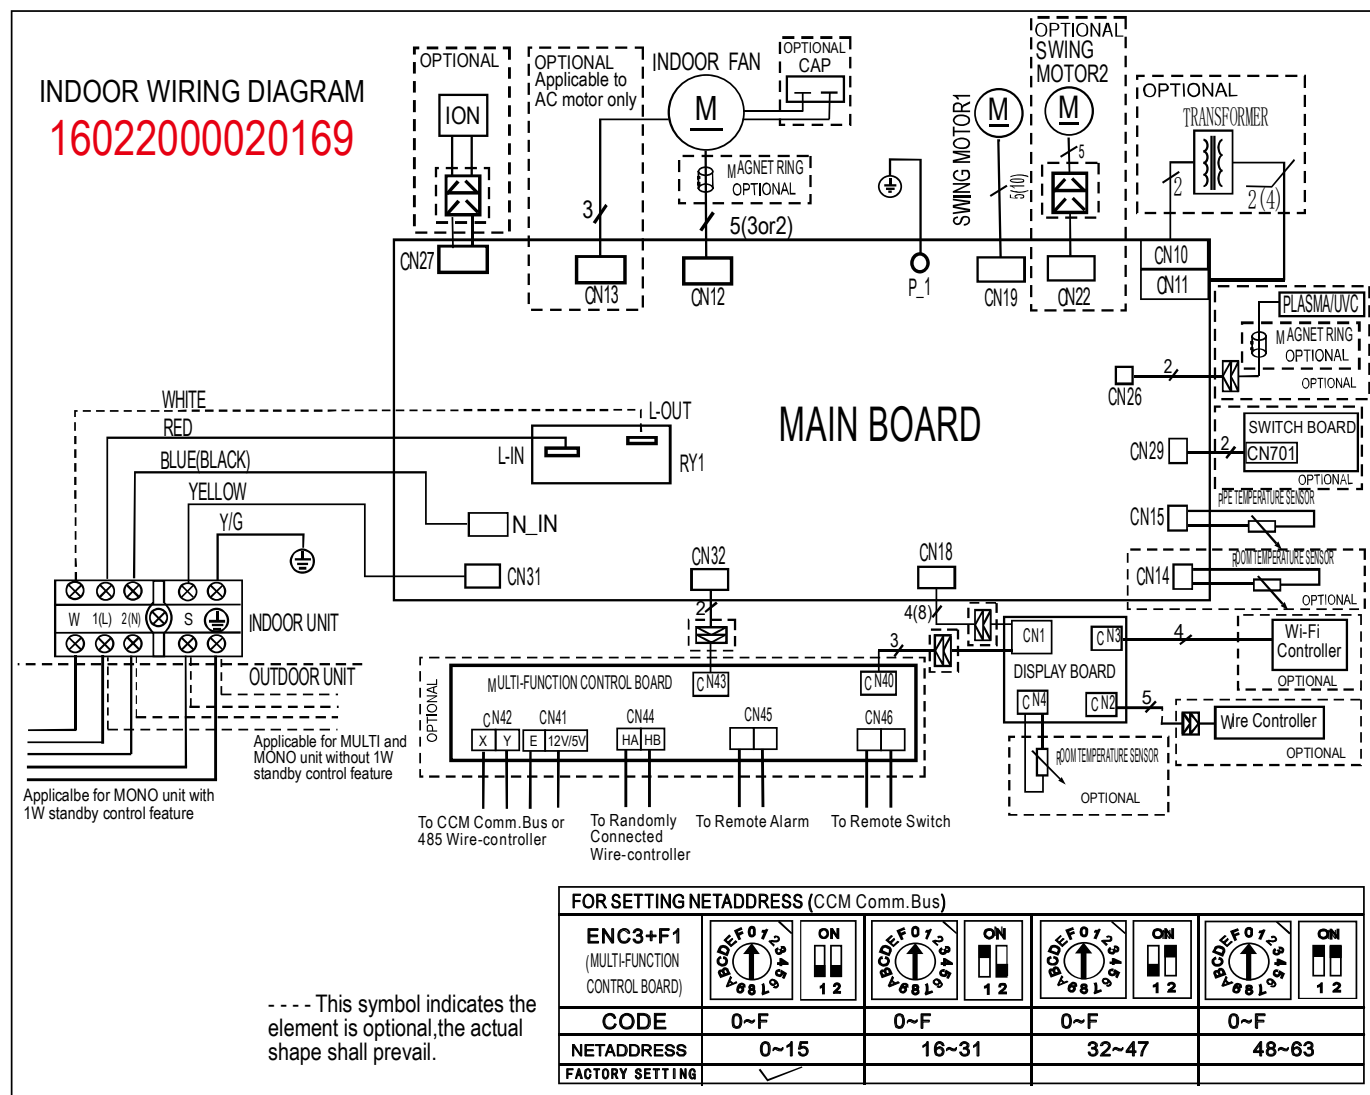 INDOOR WIRING DIAGRAM
16022000020169
OPTIONAL
ION
CN27
OPTIONAL
Applicable to
AC motor only
3
CN13
INDOOR FAN
M
OPTIONAL
CAP
MAGNET RING
OPTIONAL
5(3or2)
CN12
P_1
SWING MOTOR1
M
5(10)
CN19
OPTIONAL
SWING
MOTOR2
M
5
CN22
OPTIONAL
TRANSFORMER
2
2(4)
CN10
CN11
PLASMA/UVC
MAGNET RING
OPTIONAL
OPTIONAL
2
CN26
MAIN BOARD
SWITCH BOARD
CN701
OPTIONAL
2
CN29
PIPE TEMPERATURE SENSOR
CN15
ROOM TEMPERATURE SENSOR
CN14
OPTIONAL
WHITE
RED
BLUE(BLACK)
YELLOW
Y/G
L-OUT
L-IN
RY1
N_IN
CN31
CN32
CN18
2
4(8)
3
W 1(L) 2(N) S
INDOOR UNIT
OUTDOOR UNIT
Applicable for MULTI and
MONO unit without 1W
standby control feature
Applicalbe for MONO unit with
1W standby control feature
OPTIONAL
MULTI-FUNCTION CONTROL BOARD
CN43
CN40
CN42
X Y
CN41
E 12V/5V
CN44
HA HB
CN45
CN46
To CCM Comm.Bus or
485 Wire-controller
To Randomly
Connected
Wire-controller
To Remote Alarm
To Remote Switch
CN1
CN3
DISPLAY BOARD
CN4
CN2
4
Wi-Fi
Controller
OPTIONAL
5
Wire Controller
OPTIONAL
ROOM TEMPERATURE SENSOR
OPTIONAL
- - - - This symbol indicates the
element is optional,the actual
shape shall prevail.
FOR SETTING NETADDRESS (CCM Comm.Bus)
ENC3+F1
(MULTI-FUNCTION
CONTROL BOARD)
0123456789ABCDEF
ON
1 2
0123456789ABCDEF
ON
1 2
0123456789ABCDEF
ON
1 2
0123456789ABCDEF
ON
1 2
CODE 0~F 0~F 0~F 0~F
NETADDRESS 0~15 16~31 32~47 48~63
FACTORY SETTING